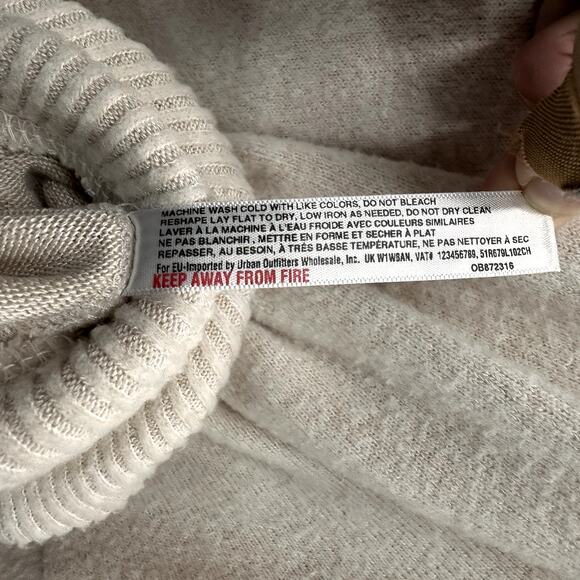 MACHINE WASH COLD WITH LIKE COLORS, DO NOT BLEACH
RESHAPE LAY FLAT TO DRY, LOW IRON AS NEEDED, DO NOT DRY CLEAN
LAVER À LA MACHINE À L'EAU FROIDE AVEC COULEURS SIMILAIRES
NE PAS BLANCHIR , METTRE EN FORME ET SECHER À PLAT
REPASSER, AU BESOIN, À TRÈS BASSE TEMPÉRATURE, NE PAS NETTOYER À SEC
For EU-Imported by Urban Outfitters Wholesale, Inc. UK W1W8AN, VAT# 123456789, 51R679L102CH
KEEP AWAY FROM FIRE
OB872316